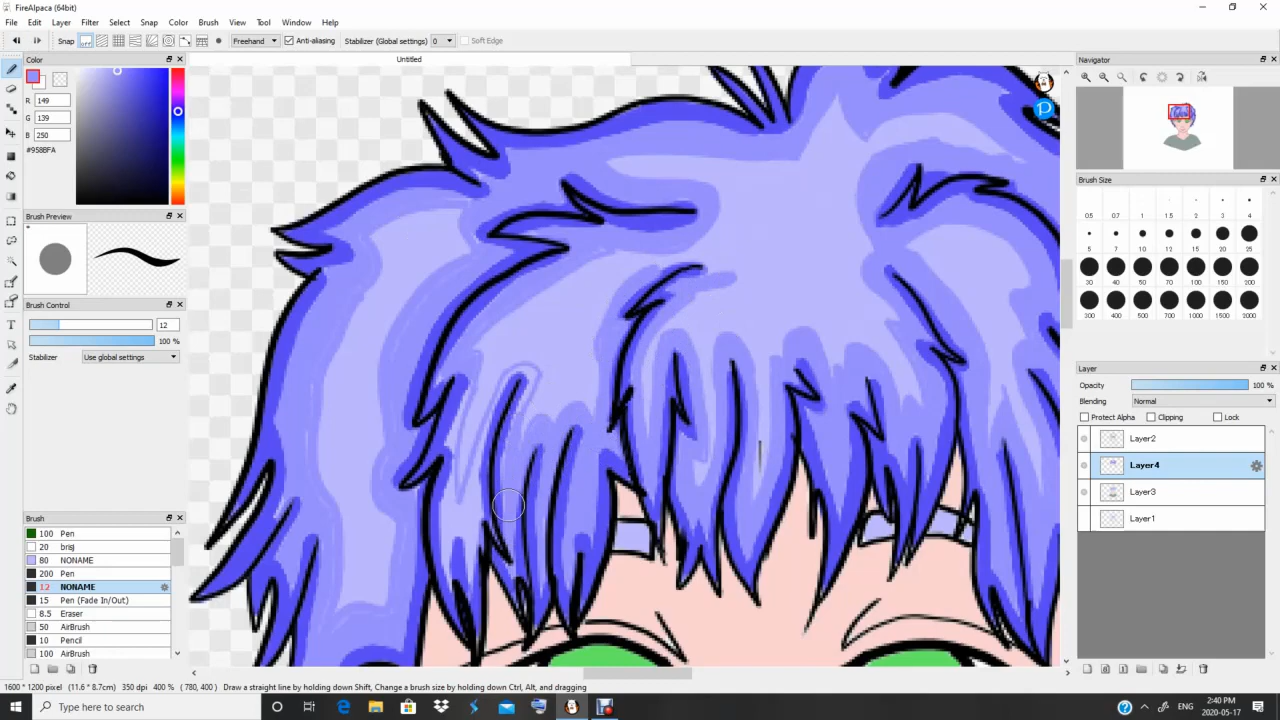 FireAlpaca (64bit)
File Edit Layer Filter Select Snap Color Brush View Tool Window Help
Snap OFF Freehand Anti-aliasing Stabilizer (Global settings) 0 Soft Edge
Untitled
Color
R 149
G 139
B 250
#958BFA
Brush Preview
Brush Control
12
100 %
Stabilizer Use global settings
Brush
100 Pen
20 brisj
80 NONAME
200 Pen
12 NONAME
15 Pen (Fade In/Out)
8.5 Eraser
50 AirBrush
10 Pencil
100 AirBrush
Navigator
Brush Size
0.5 0.7 1 1.5 2 3 4
5 7 10 12 15 20 25
30 40 50 70 100 150 200
300 400 500 700 1000 1500 2000
Layer
Opacity 100 %
Blending Normal
Protect Alpha Clipping Lock
Layer2
Layer4
Layer3
Layer1
1600 * 1200 pixel (11.6 * 8.7cm) 350 dpi 400 % ( 780, 400 ) Draw a straight line by holding down Shift, Change a brush size by holding down Ctrl, Alt, and dragging
Type here to search
ENG
2:40 PM
2020-05-17